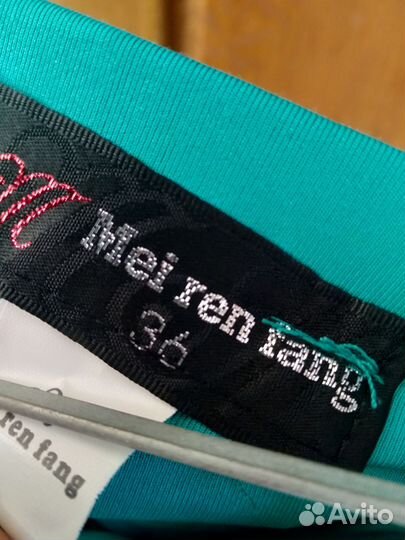 M
Mei ren fang
36
ren fang
Avito